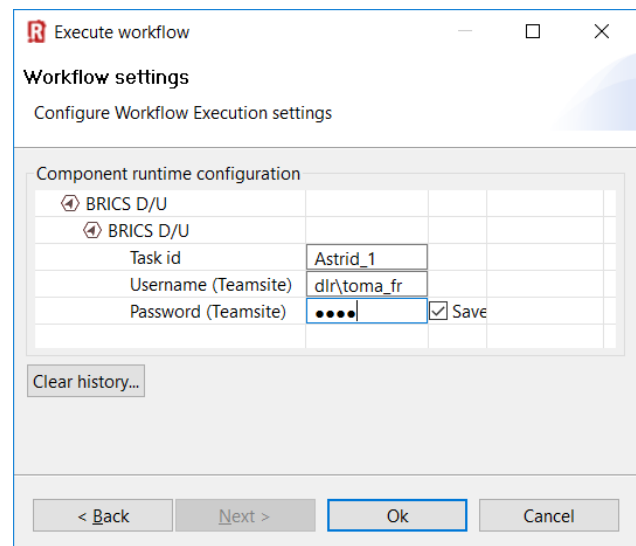 Execute workflow
Workflow settings
Configure Workflow Execution settings
Component runtime configuration
BRICS D/U
BRICS D/U
Task id Astrid_1
Username (Teamsite) dlr\toma_fr
Password (Teamsite) ●●●● Save
Clear history...
< Back Next > Ok Cancel